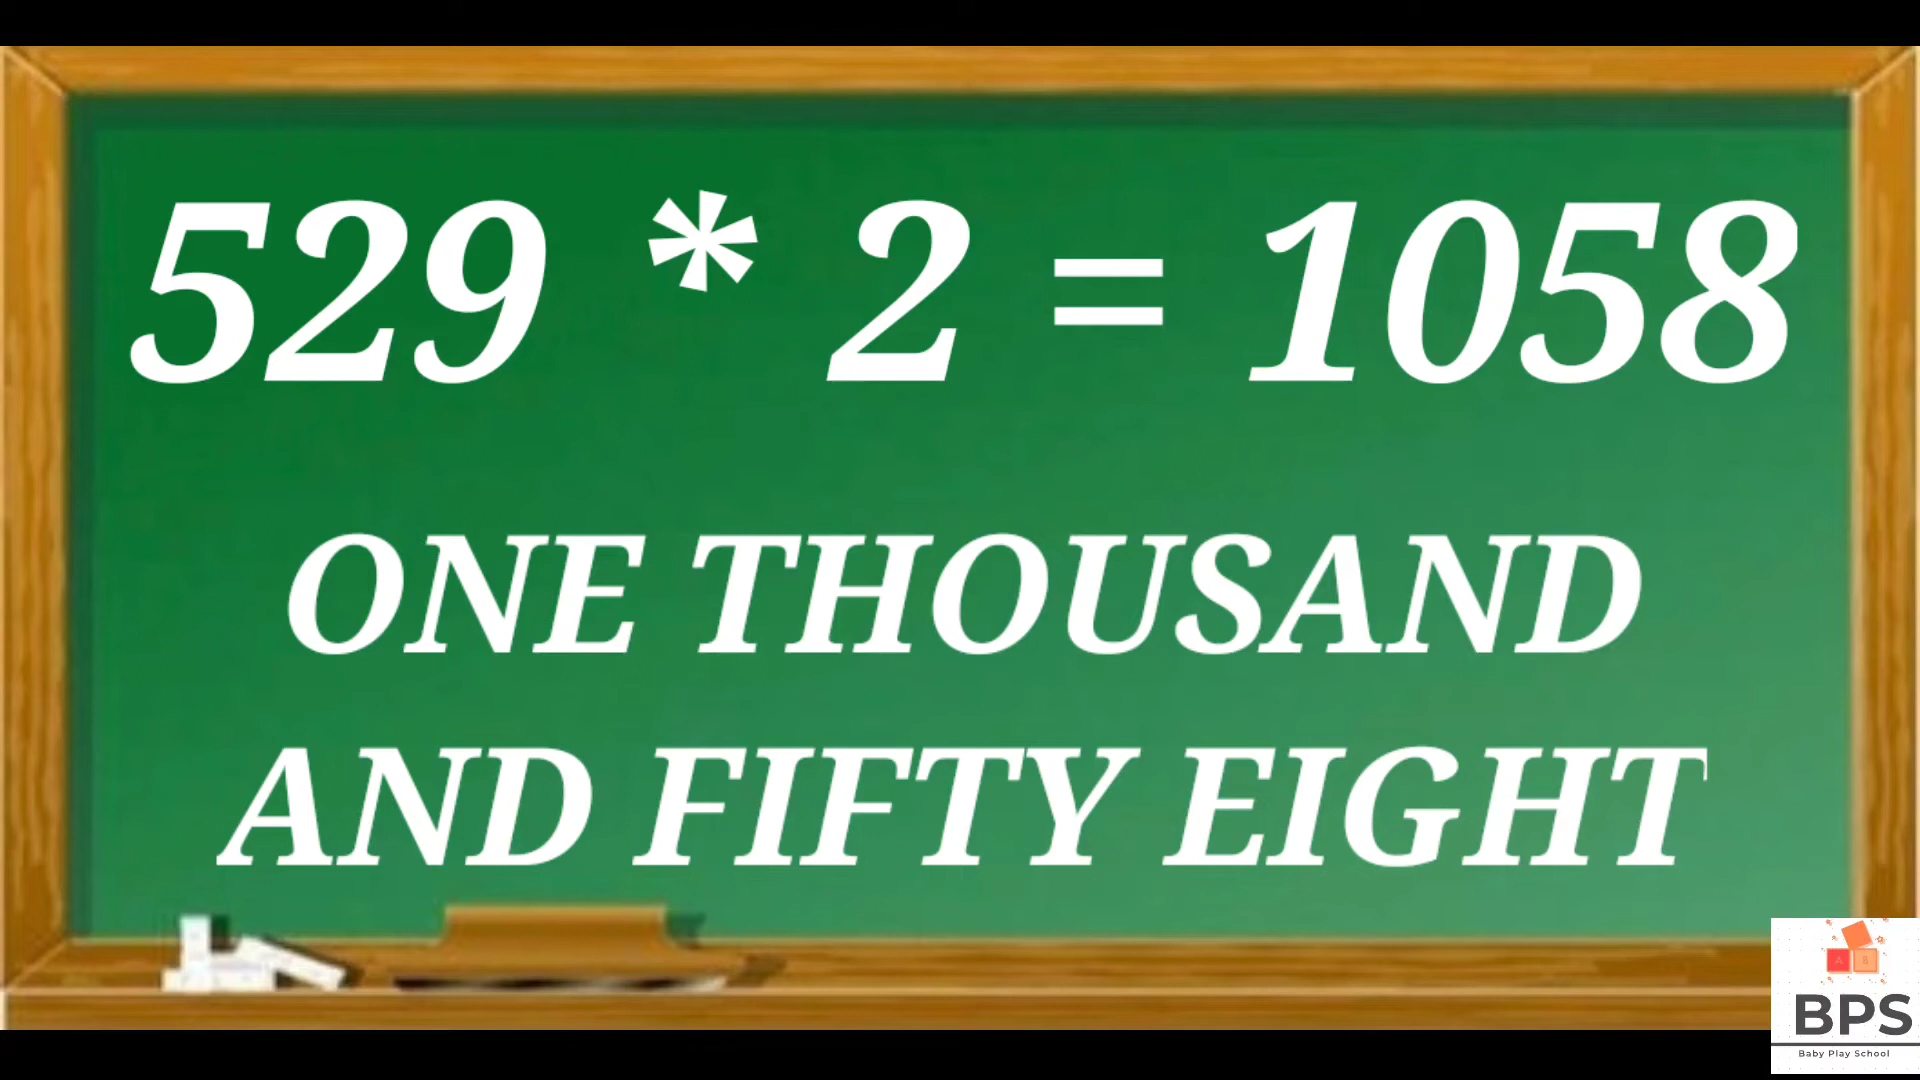 529 * 2 = 1058
ONE THOUSAND
AND FIFTY EIGHT
A B
BPS
Baby Play School